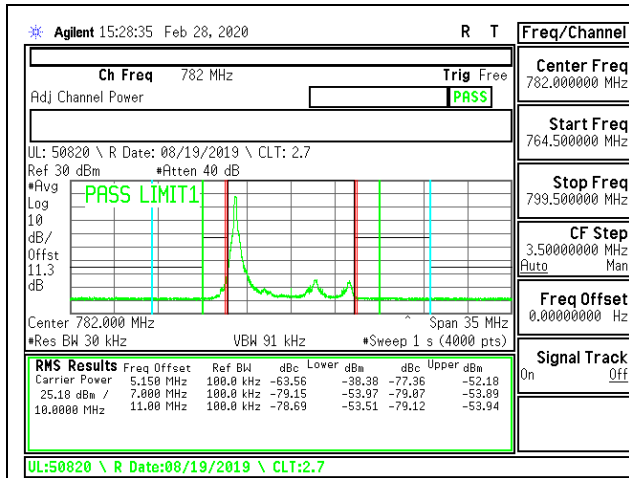 Agilent 15:28:35 Feb 28, 2020 R T
Ch Freq 782 MHz Trig Free
Adj Channel Power PASS
UL: 50820 \ R Date: 08/19/2019 \ CLT: 2.7
Ref 30 dBm #Atten 40 dB
#Avg
Log
10
dB/
Offst
11.3
dB
PASS LIMIT1
Center 782.000 MHz Span 35 MHz
#Res BW 30 kHz VBW 91 kHz #Sweep 1 s (4000 pts)
RMS Results Freq Offset Ref BW dBc Lower dBm dBc Upper dBm
Carrier Power 5.150 MHz 100.0 kHz -63.56 -38.38 -77.36 -52.18
25.18 dBm / 7.000 MHz 100.0 kHz -79.15 -53.97 -79.07 -53.89
10.0000 MHz 11.00 MHz 100.0 kHz -78.69 -53.51 -79.12 -53.94
UL:50820 \ R Date:08/19/2019 \ CLT:2.7
Freq/Channel
Center Freq
782.000000 MHz
Start Freq
764.500000 MHz
Stop Freq
799.500000 MHz
CF Step
3.50000000 MHz
Auto Man
Freq Offset
0.00000000 Hz
Signal Track
On Off